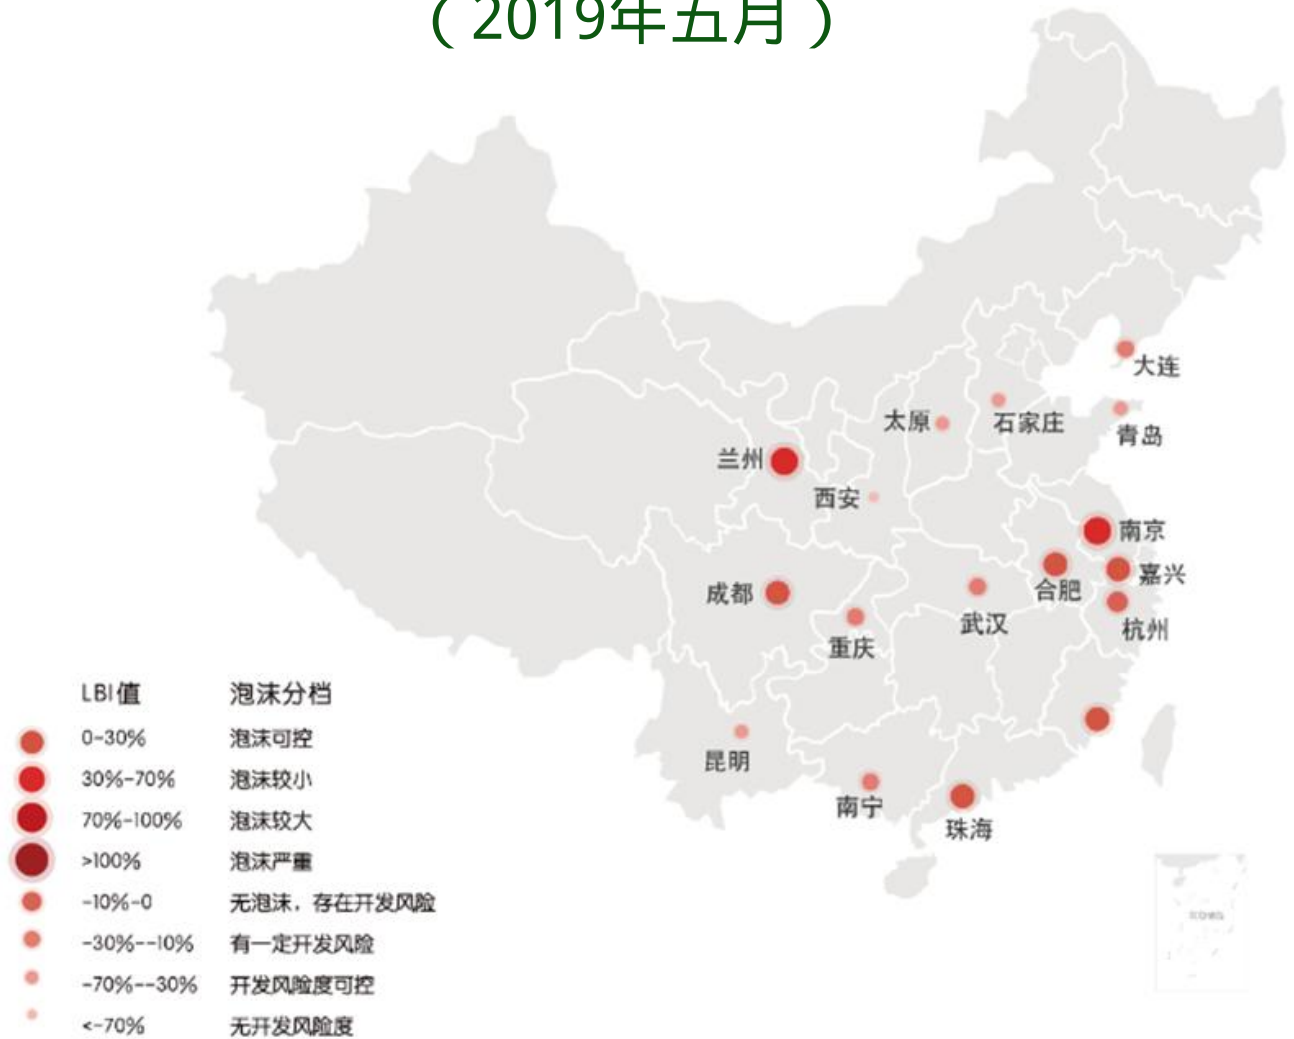 （2019年五月）
大连
太原
石家庄
青岛
兰州
西安
南京
合肥
嘉兴
成都
武汉
杭州
重庆
昆明
南宁
珠海
LBI值 泡沫分档
0-30% 泡沫可控
30%-70% 泡沫较小
70%-100% 泡沫较大
>100% 泡沫严重
-10%-0 无泡沫，存在开发风险
-30%--10% 有一定开发风险
-70%--30% 开发风险度可控
<-70% 无开发风险度